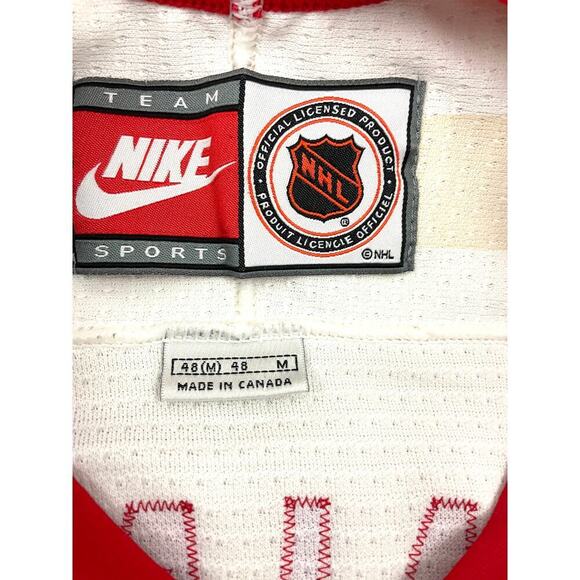 TEAM
NIKE
SPORTS
OFFICIAL LICENSED PRODUCT
NHL
®
PRODUIT LICENCIE OFFICIEL
© NHL
48(M) 48 M
MADE IN CANADA